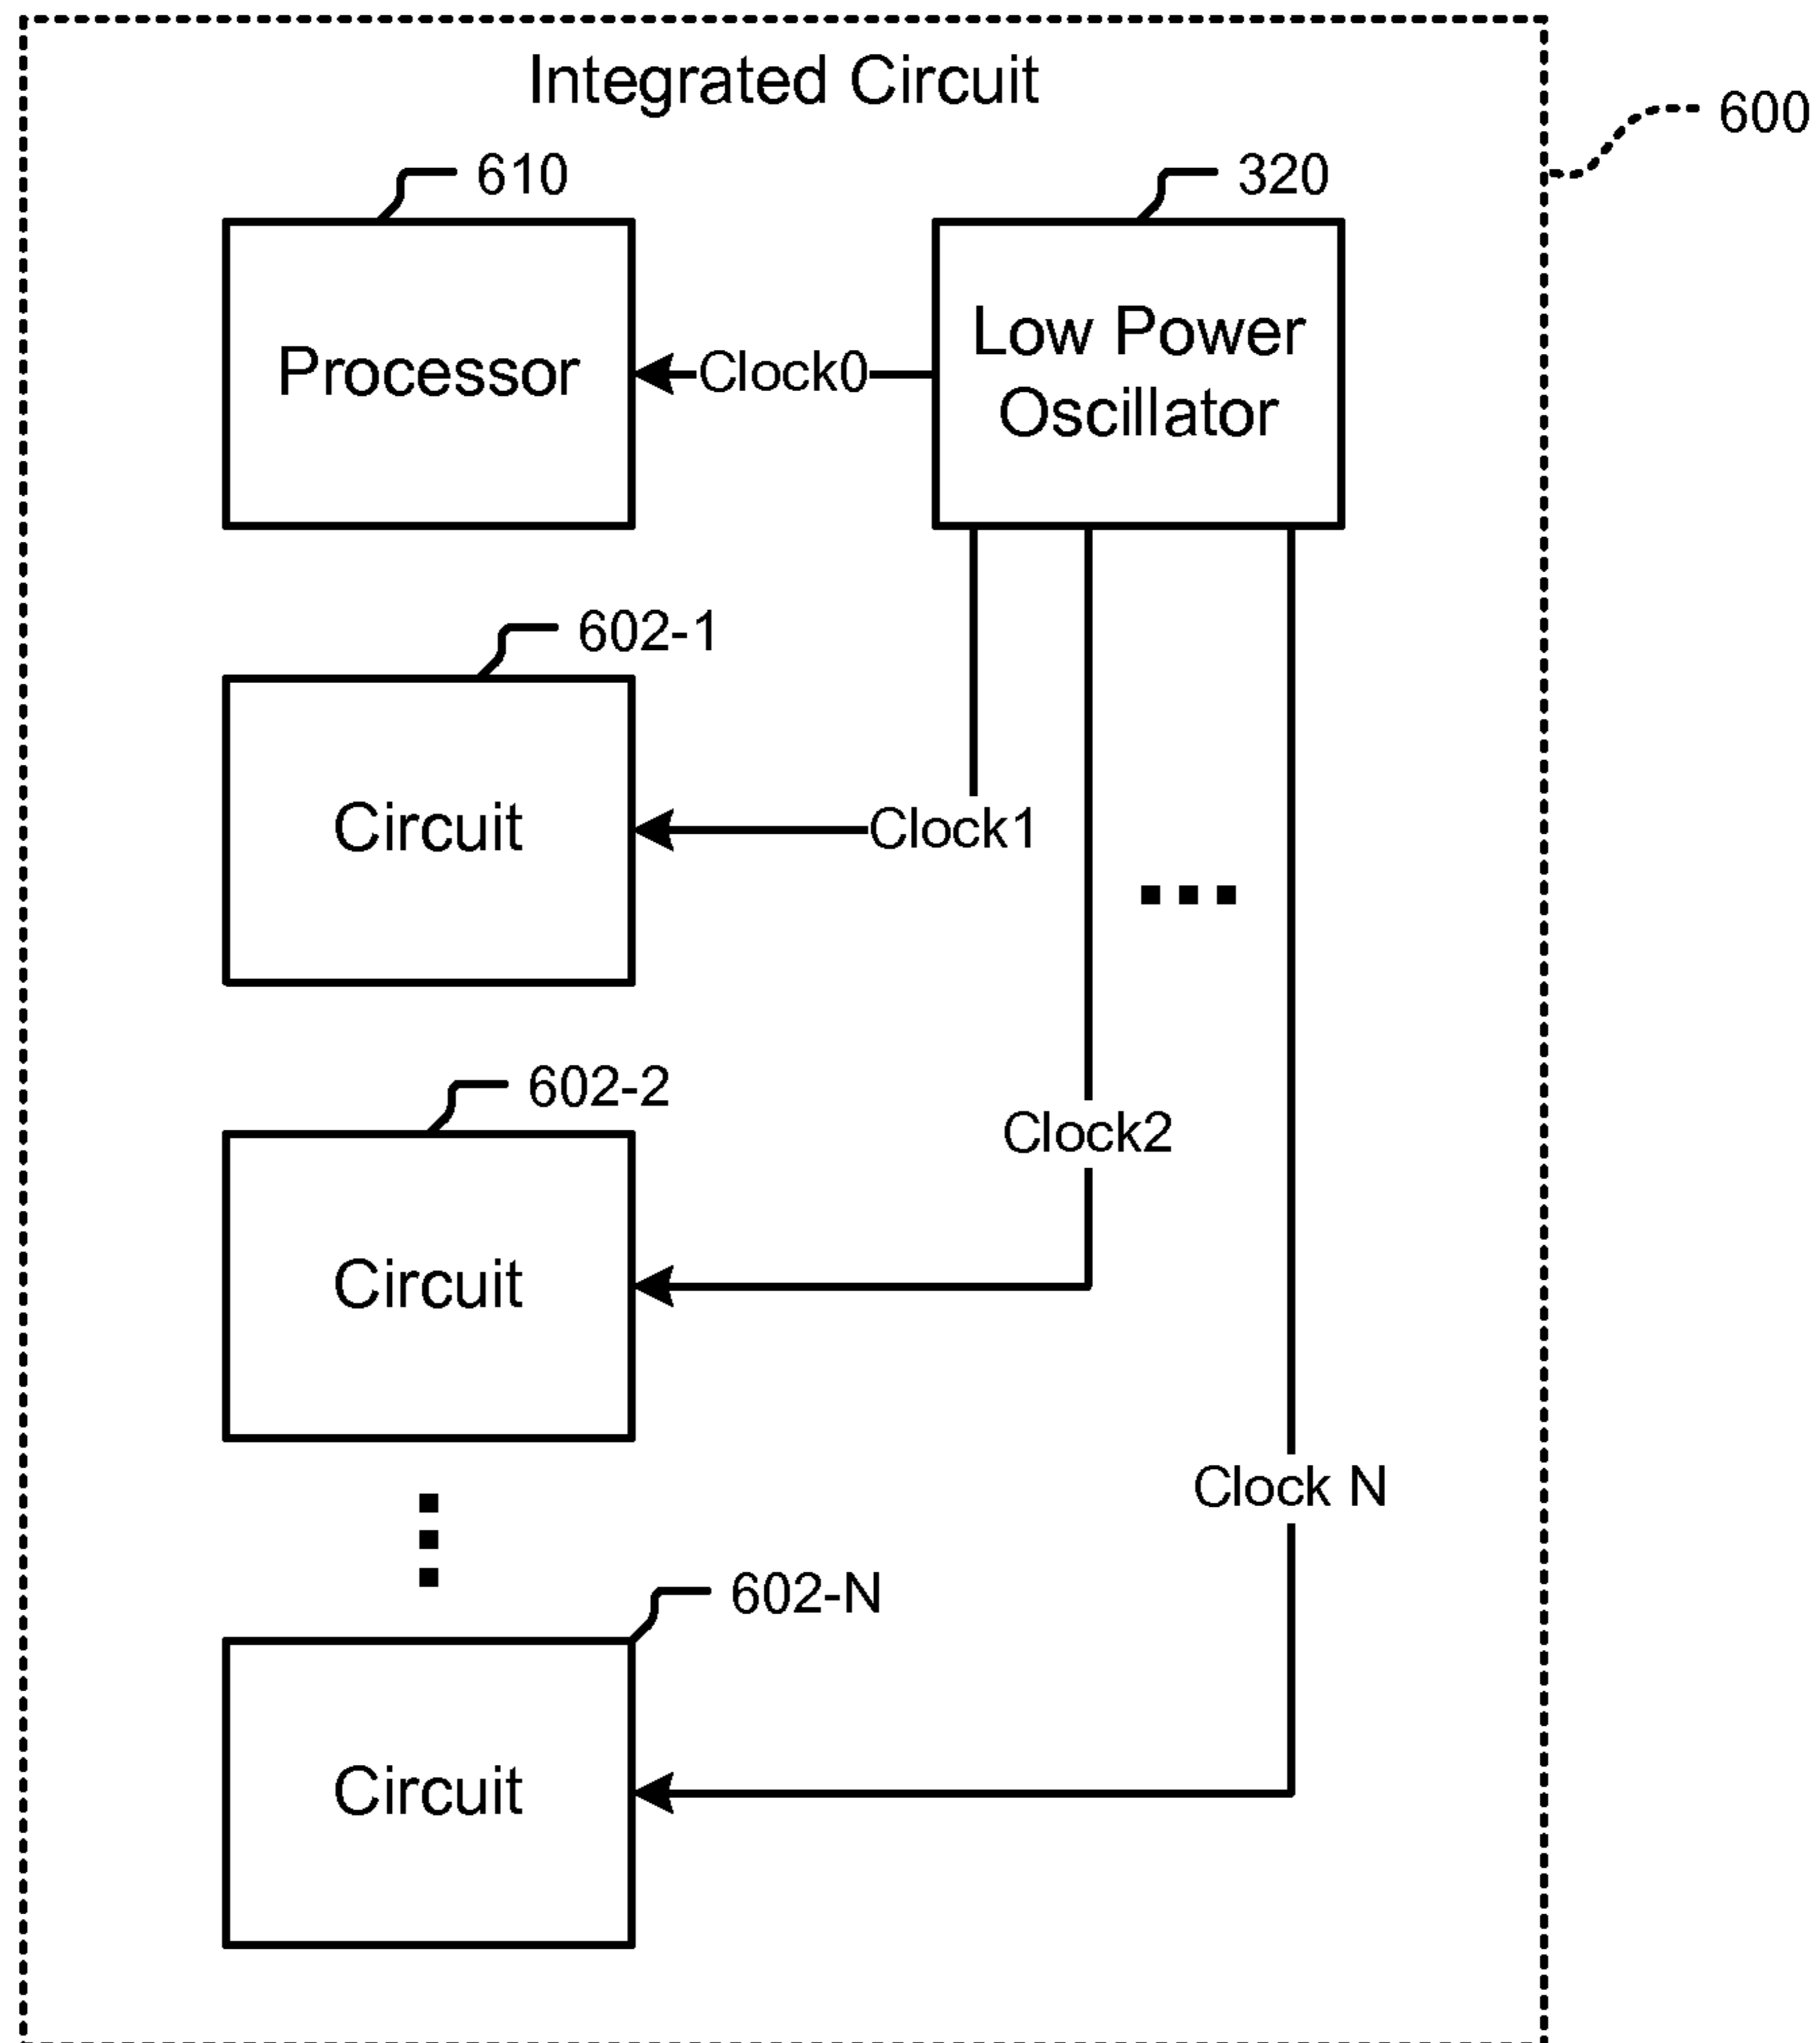 Integrated Circuit
600
610
320
Processor
Clock0
Low Power
Oscillator
602-1
Circuit
Clock1
602-2
Clock2
Circuit
Clock N
602-N
Circuit